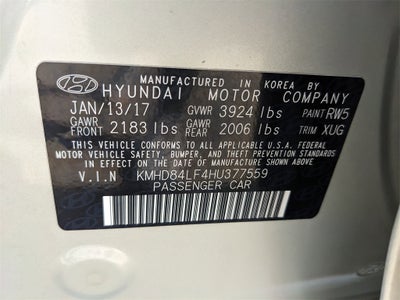 MANUFACTURED IN KOREA BY
HYUNDAI MOTOR COMPANY
JAN/13/17 GVWR 3924 lbs PAINT RW5
GAWR FRONT 2183 lbs GAWR REAR 2006 lbs TRIM XUG
THIS VEHICLE CONFORMS TO ALL APPLICABLE U.S.A. FEDERAL
MOTOR VEHICLE SAFETY, BUMPER, AND THEFT PREVENTION STANDARDS
IN EFFECT ON THE DATE OF MANUFACTURE SHOWN ABOVE
V.I.N KMHD84LF4HU377559
PASSENGER CAR